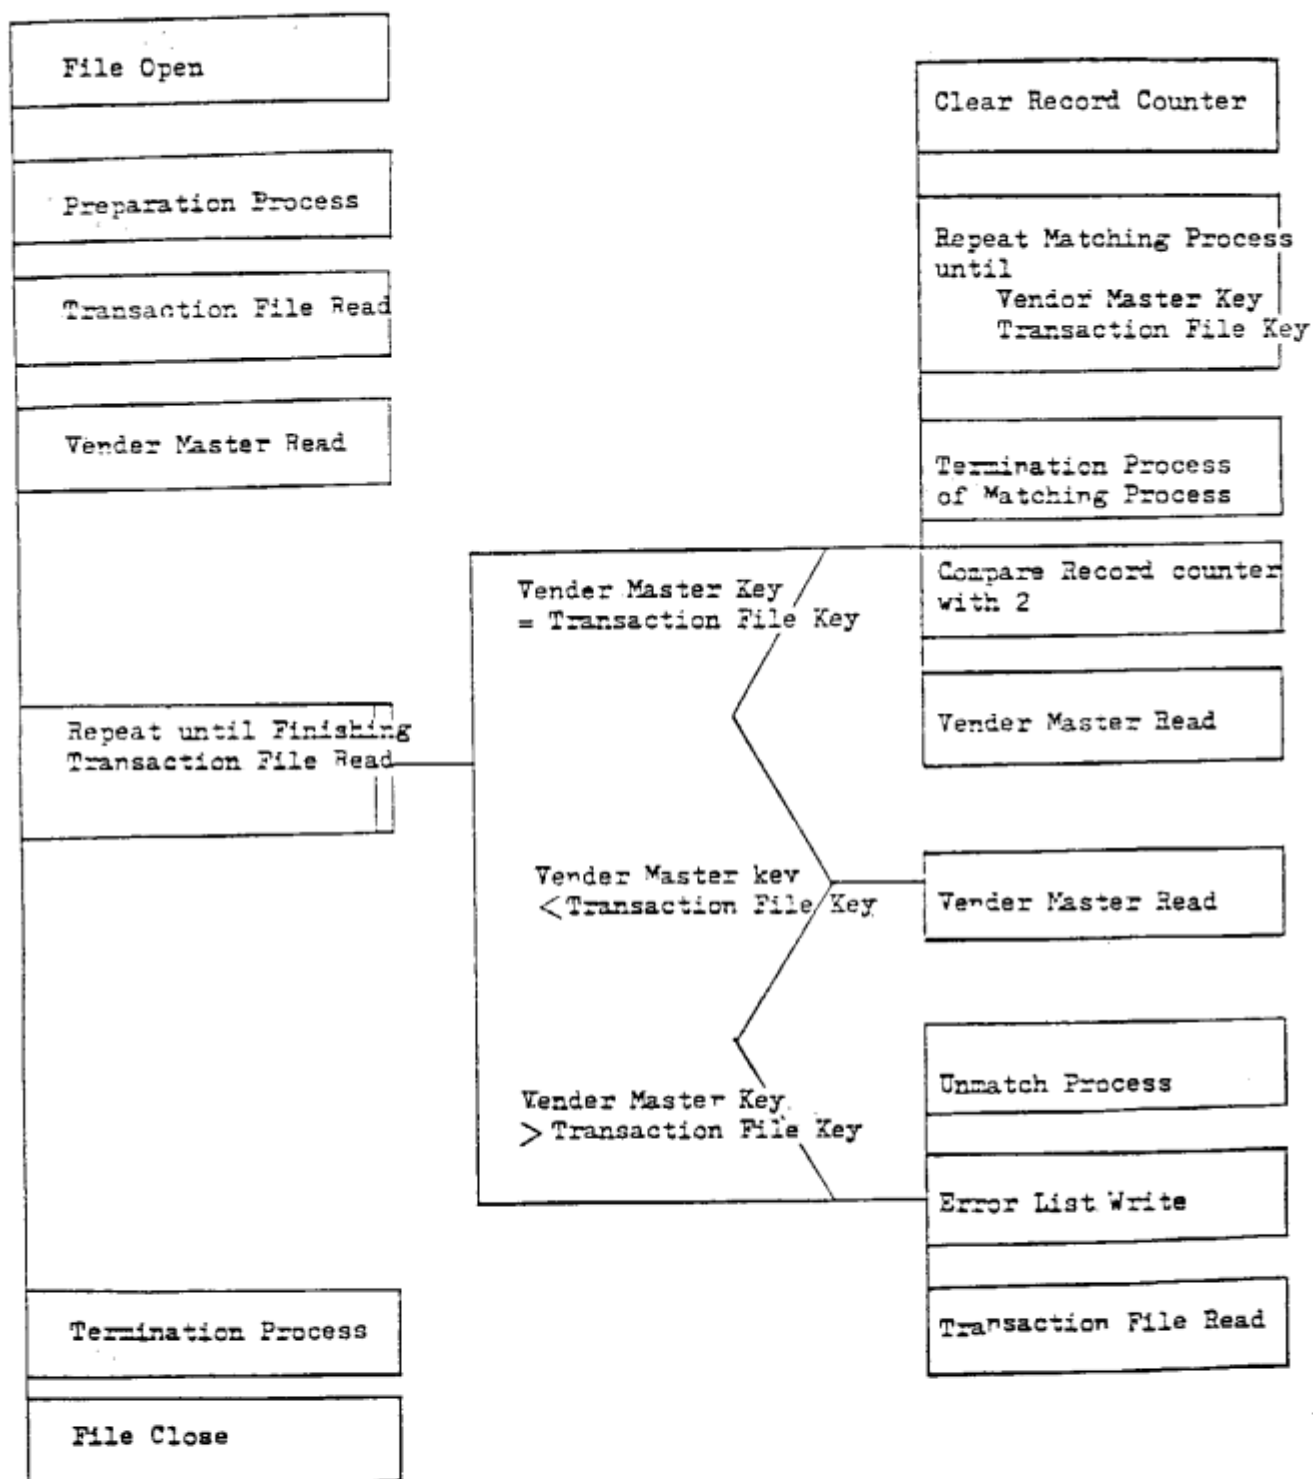 File Open
Preparation Process
Transaction File Read
Vender Master Read
Repeat until Finishing
Transaction File Read
Termination Process
File Close
Vender Master Key
= Transaction File Key
Vender Master key
< Transaction File Key
Vender Master Key
> Transaction File Key
Clear Record Counter
Repeat Matching Process
until
Vendor Master Key
Transaction File Key
Termination Process
of Matching Process
Compare Record counter
with 2
Vender Master Read
Vender Master Read
Unmatch Process
Error List Write
Transaction File Read